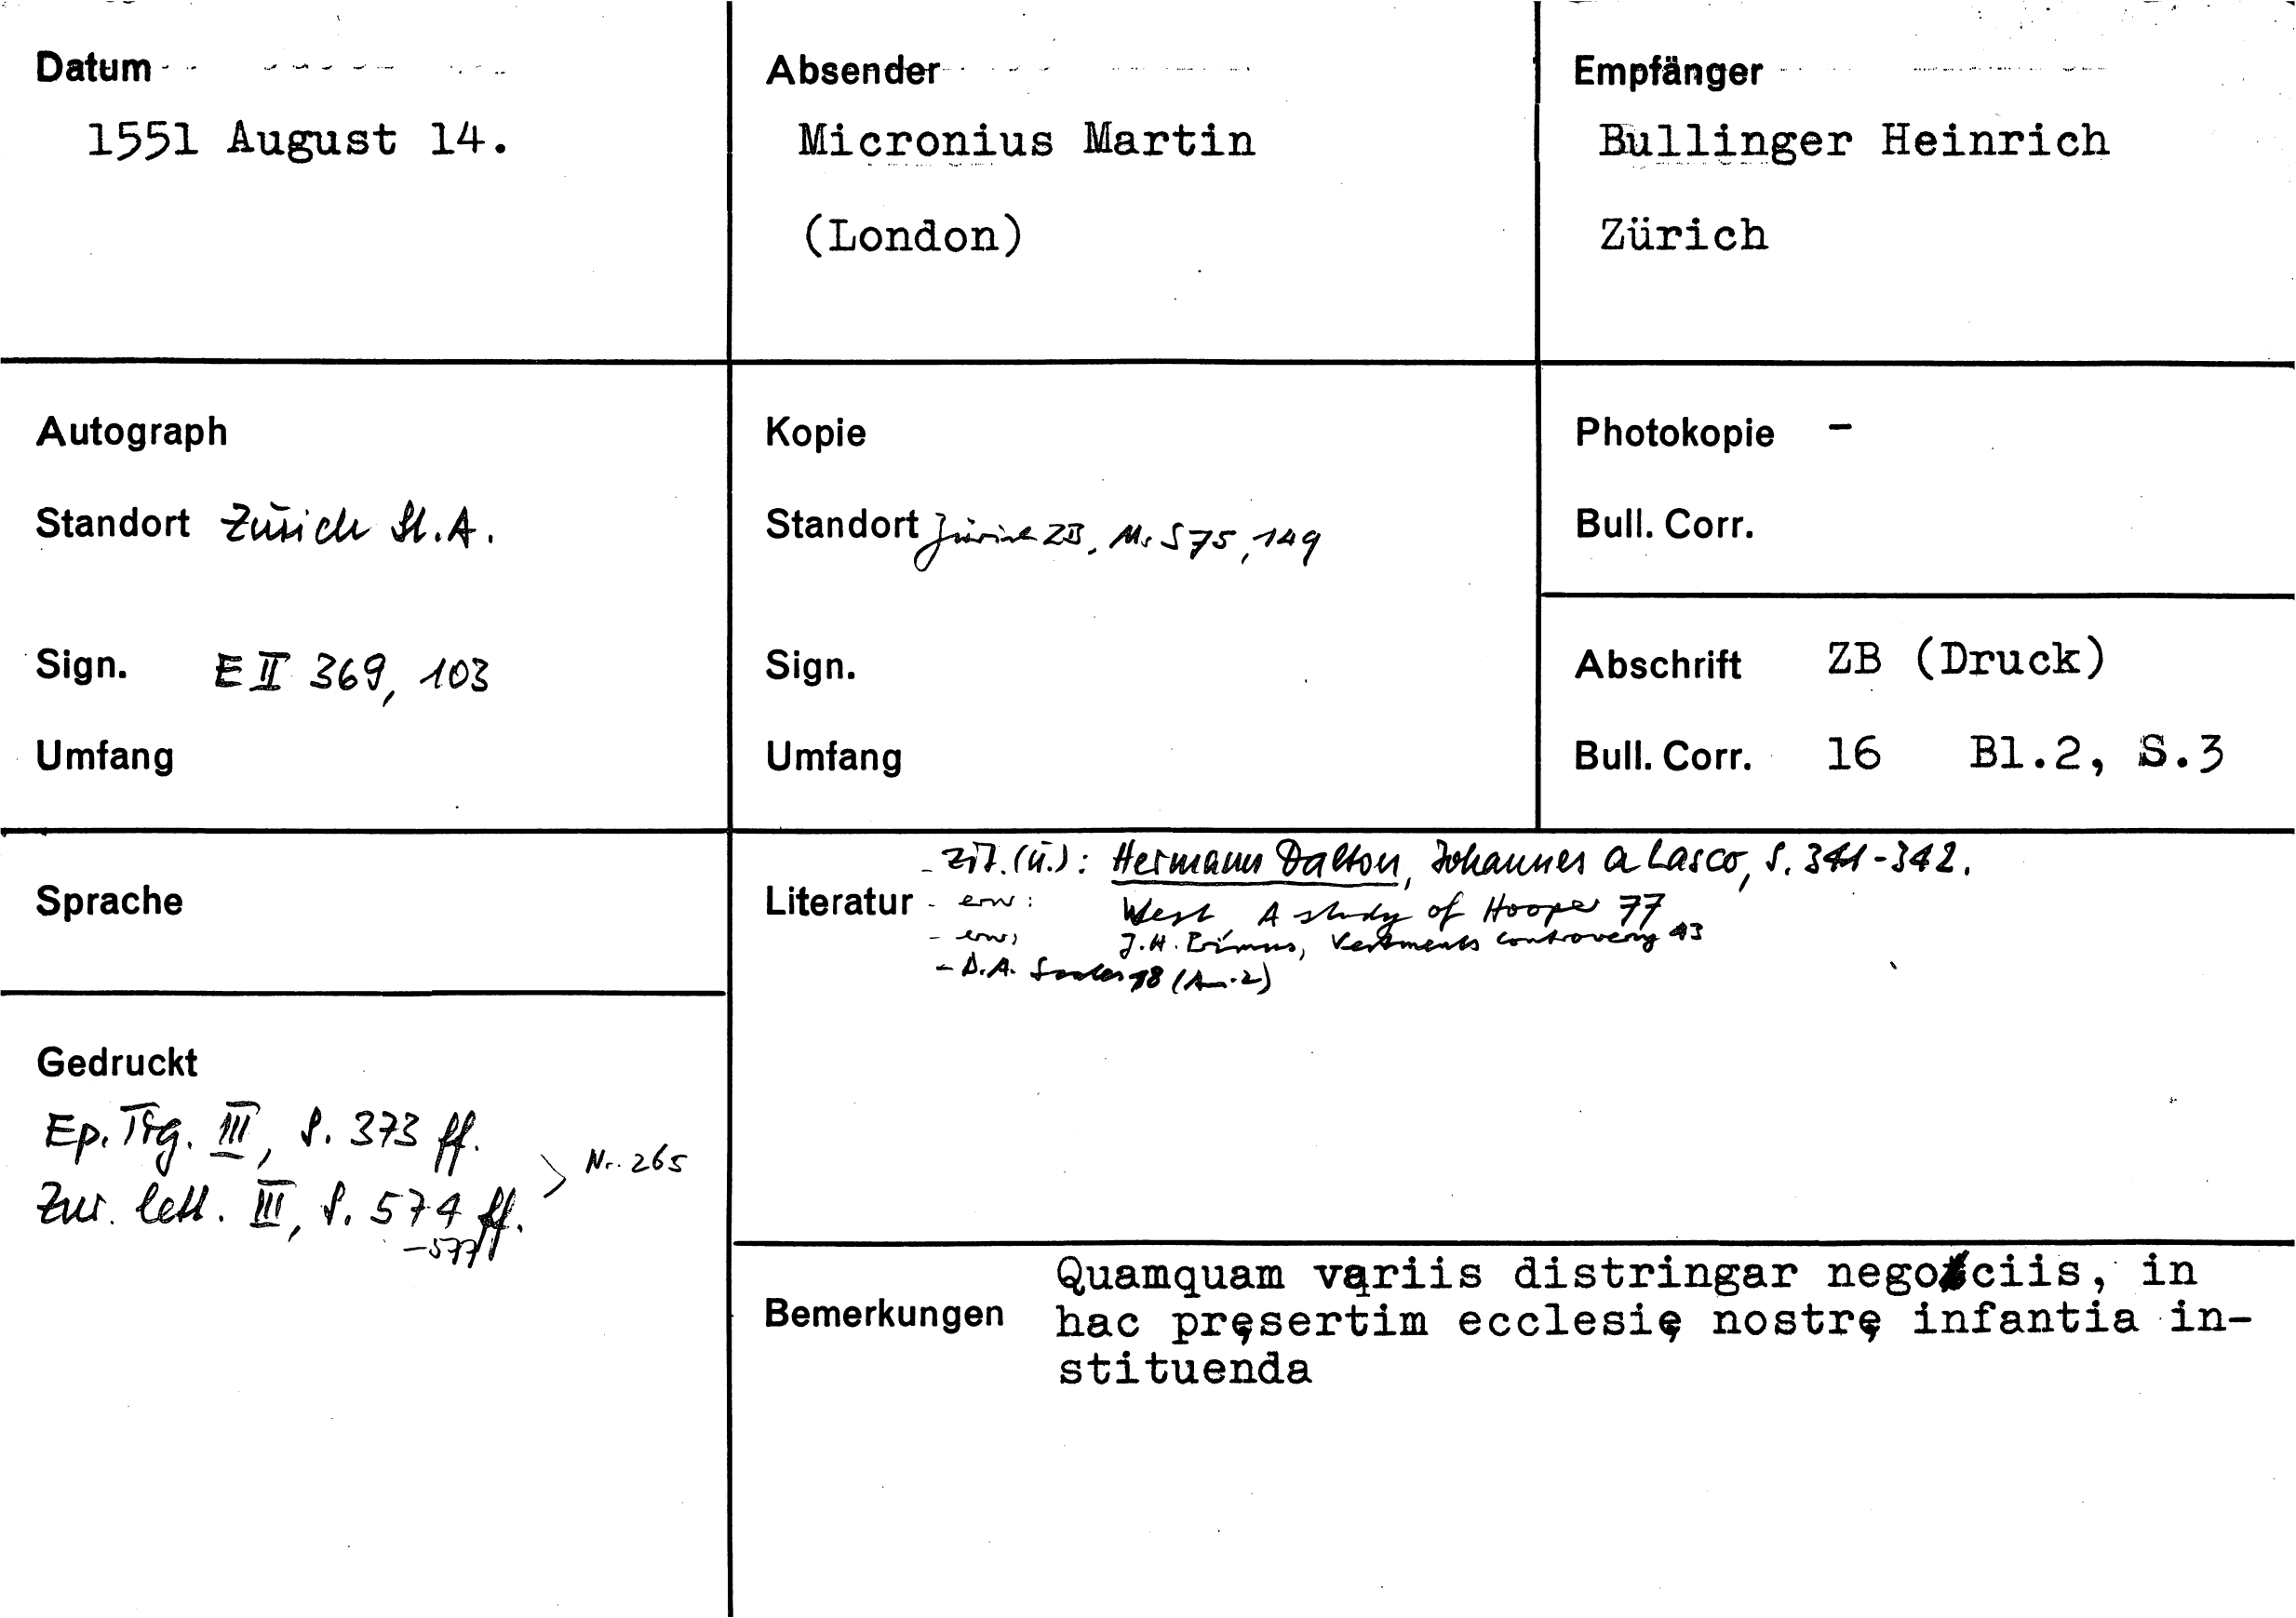 Datum
1551 August 14.
Absender
Micronius Martin
(London)
Empfänger
Bullinger Heinrich
Zürich
Autograph
Standort Zürich St.A.
Sign. E II 369, 103
Umfang
Kopie
Standort Zürich ZB, Ms S 75, 149
Sign.
Umfang
Photokopie -
Bull. Corr.
Abschrift ZB (Druck)
Bull. Corr. 16 Bl.2, S.3
Sprache
Gedruckt
Ep. Tig. III, S. 373 ff.
Zur. lett. III, S. 574 ff.
-577
> Nr. 265
Literatur
- zit. (ü.): Hermann Dalton, Johannes a Lasco, S. 341-342.
- erw: West A study of Hooper 77
- erw: J.H. Primus, Vestments controversy 43
- D.A. 18 (Anm. 2)
Bemerkungen
Quamquam variis distringar negociis, in
hac pręsertim ecclesię nostrę infantia in-
stituenda